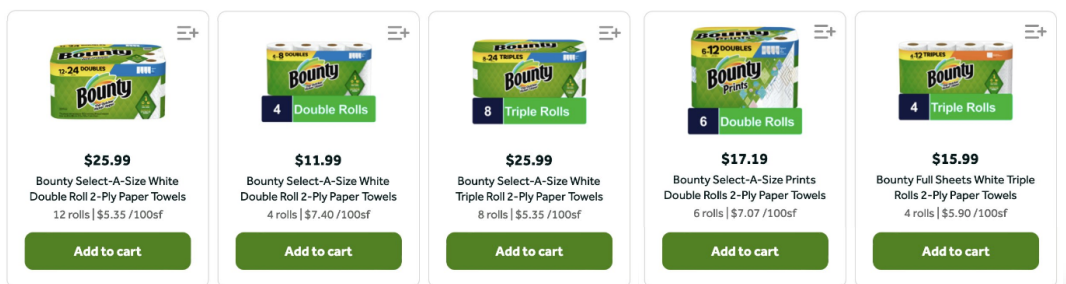 Bounty
12=24 DOUBLES
Bounty
$25.99
Bounty Select-A-Size White
Double Roll 2-Ply Paper Towels
12 rolls | $5.35 /100sf
Add to cart
4=8 DOUBLES
Bounty
4 Double Rolls
$11.99
Bounty Select-A-Size White
Double Roll 2-Ply Paper Towels
4 rolls | $7.40 /100sf
Add to cart
Bounty
8=24 TRIPLES
Bounty
8 Triple Rolls
$25.99
Bounty Select-A-Size White
Triple Roll 2-Ply Paper Towels
8 rolls | $5.35 /100sf
Add to cart
Bounty
Prints
6=12 DOUBLES
Bounty
Prints
6 Double Rolls
$17.19
Bounty Select-A-Size Prints
Double Rolls 2-Ply Paper Towels
6 rolls | $7.07 /100sf
Add to cart
4=12 TRIPLES
Bounty
4 Triple Rolls
$15.99
Bounty Full Sheets White Triple
Rolls 2-Ply Paper Towels
4 rolls | $5.90 /100sf
Add to cart